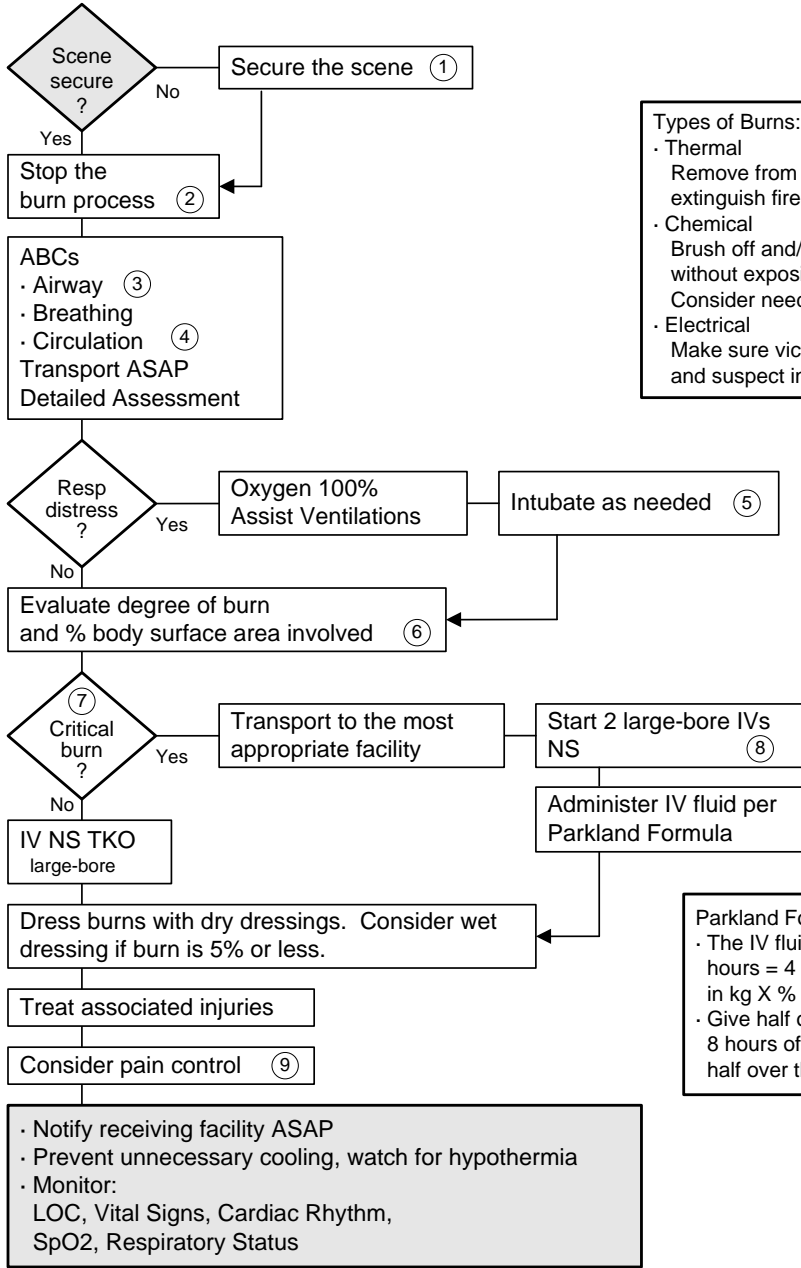 Scene
secure
?
No
Secure the scene ①
Yes
Stop the
burn process ②
ABCs
· Airway ③
· Breathing
· Circulation ④
Transport ASAP
Detailed Assessment
Resp
distress
?
Yes
Oxygen 100%
Assist Ventilations
Intubate as needed ⑤
No
Evaluate degree of burn
and % body surface area involved ⑥
⑦
Critical
burn
?
Yes
Transport to the most
appropriate facility
Start 2 large-bore IVs
NS ⑧
Administer IV fluid per
Parkland Formula
No
IV NS TKO
large-bore
Dress burns with dry dressings. Consider wet
dressing if burn is 5% or less.
Treat associated injuries
Consider pain control ⑨
· Notify receiving facility ASAP
· Prevent unnecessary cooling, watch for hypothermia
· Monitor:
LOC, Vital Signs, Cardiac Rhythm,
SpO2, Respiratory Status
Types of Burns:
· Thermal
Remove from
extinguish fire
· Chemical
Brush off and/
without
Consider
· Electrical
Make sure
and suspect
Parkland
· The IV
hours = 4
in kg X %
· Give half
8 hours of
half over